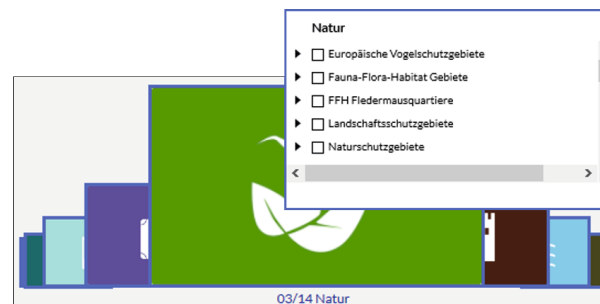 Natur
Europäische Vogelschutzgebiete
Fauna-Flora-Habitat Gebiete
FFH Fledermausquartiere
Landschaftsschutzgebiete
Naturschutzgebiete
03/14 Natur